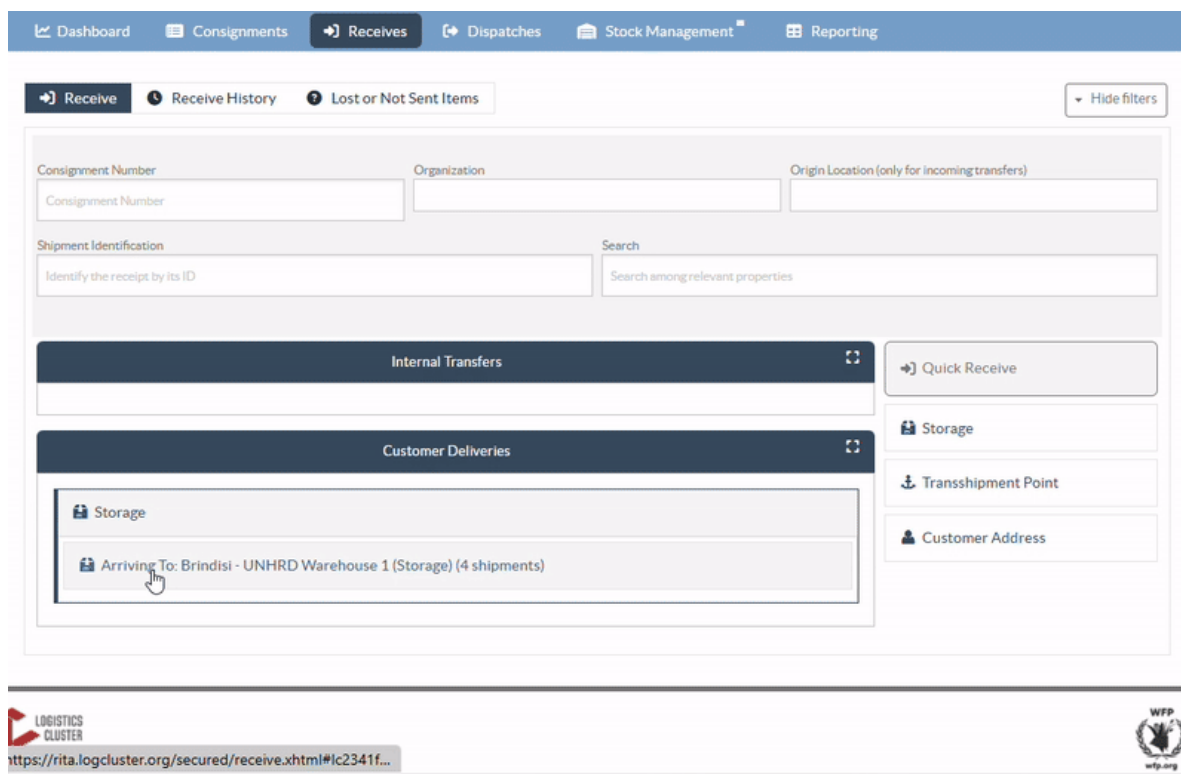 Dashboard Consignments Receives Dispatches Stock Management Reporting
Receive Receive History Lost or Not Sent Items Hide filters
Consignment Number Organization Origin Location (only for incoming transfers)
Consignment Number
Shipment Identification Search
Identify the receipt by its ID Search among relevant properties
Internal Transfers
Quick Receive
Storage
Customer Deliveries
Transshipment Point
Storage
Customer Address
Arriving To: Brindisi - UNHRD Warehouse 1 (Storage) (4 shipments)
LOGISTICS
CLUSTER
WFP
wfp.org
https://rita.logcluster.org/secured/receive.xhtml#lc2341f...